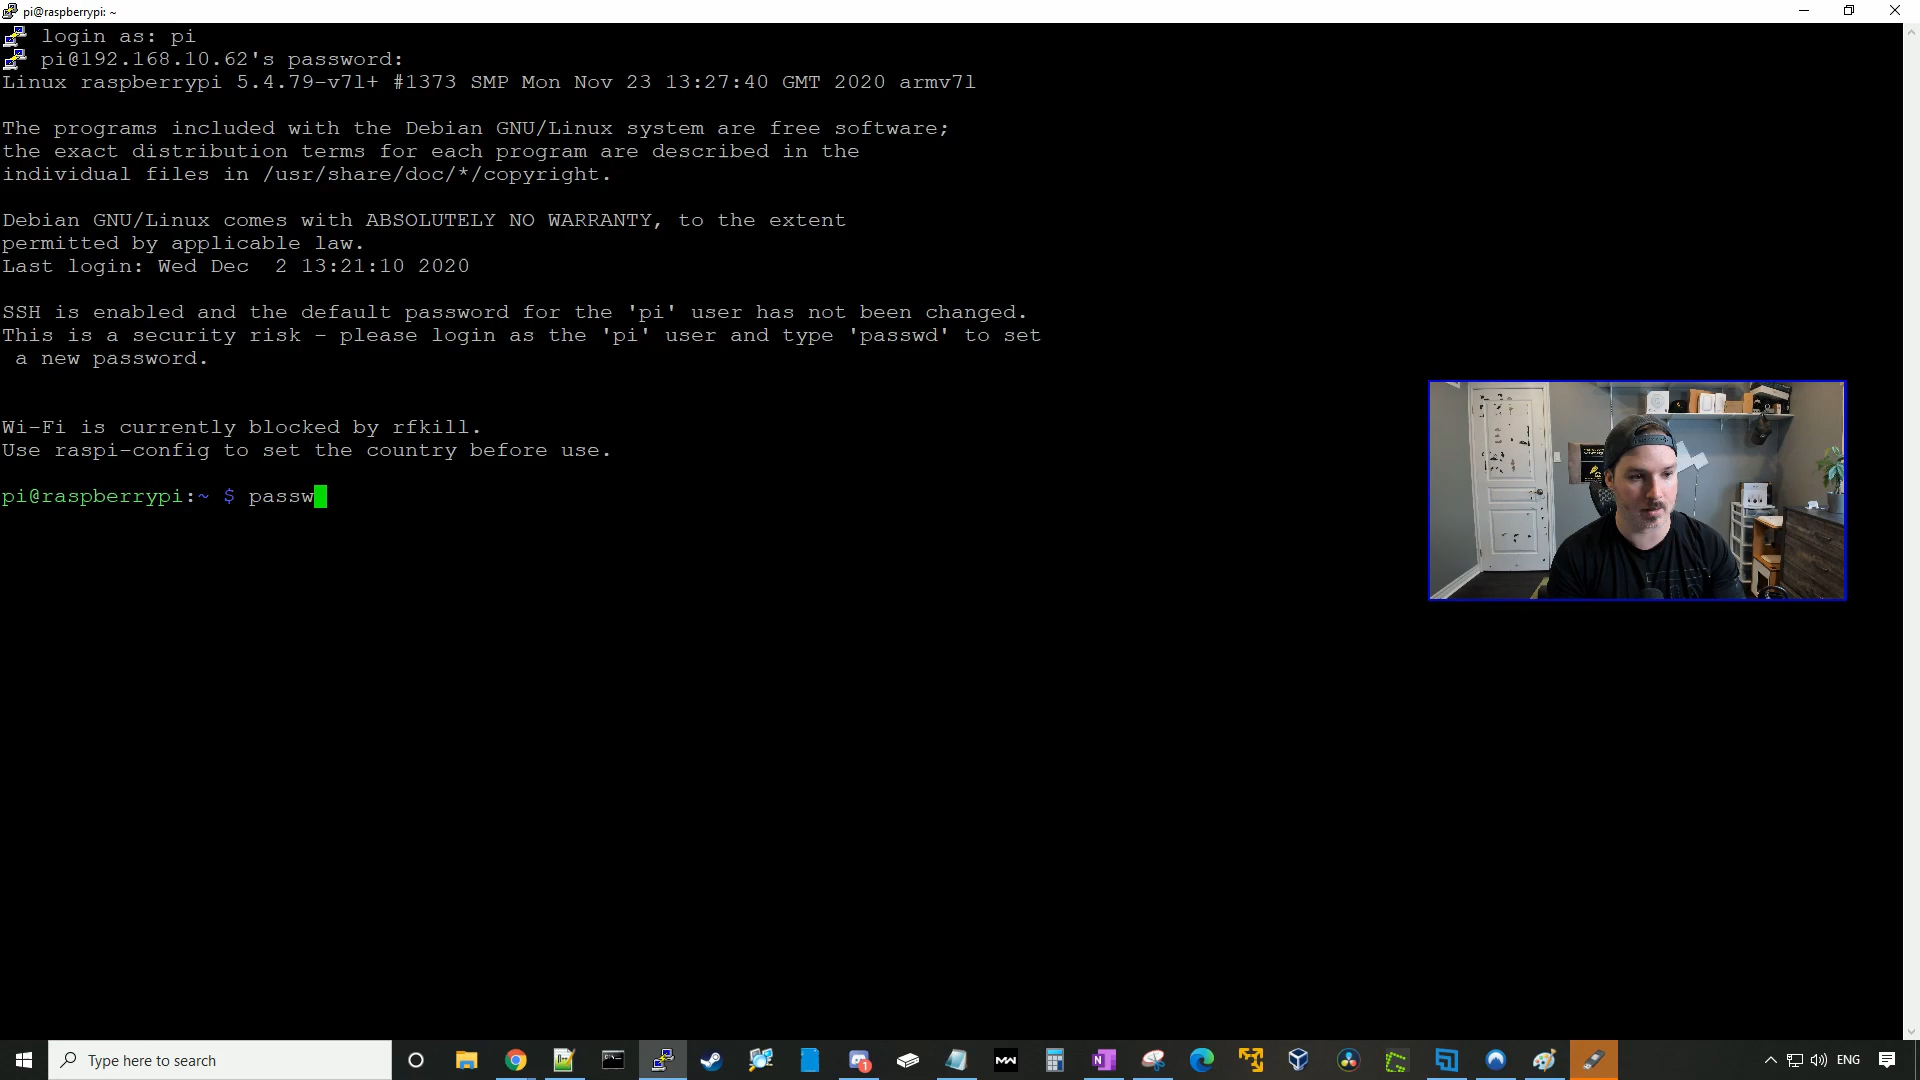 pi@raspberrypi: ~
login as: pi
pi@192.168.10.62's password:
Linux raspberrypi 5.4.79-v7l+ #1373 SMP Mon Nov 23 13:27:40 GMT 2020 armv7l
The programs included with the Debian GNU/Linux system are free software;
the exact distribution terms for each program are described in the
individual files in /usr/share/doc/*/copyright.
Debian GNU/Linux comes with ABSOLUTELY NO WARRANTY, to the extent
permitted by applicable law.
Last login: Wed Dec  2 13:21:10 2020
SSH is enabled and the default password for the 'pi' user has not been changed.
This is a security risk - please login as the 'pi' user and type 'passwd' to set
 a new password.
Wi-Fi is currently blocked by rfkill.
Use raspi-config to set the country before use.
pi@raspberrypi:~ $ passw
Type here to search
ENG